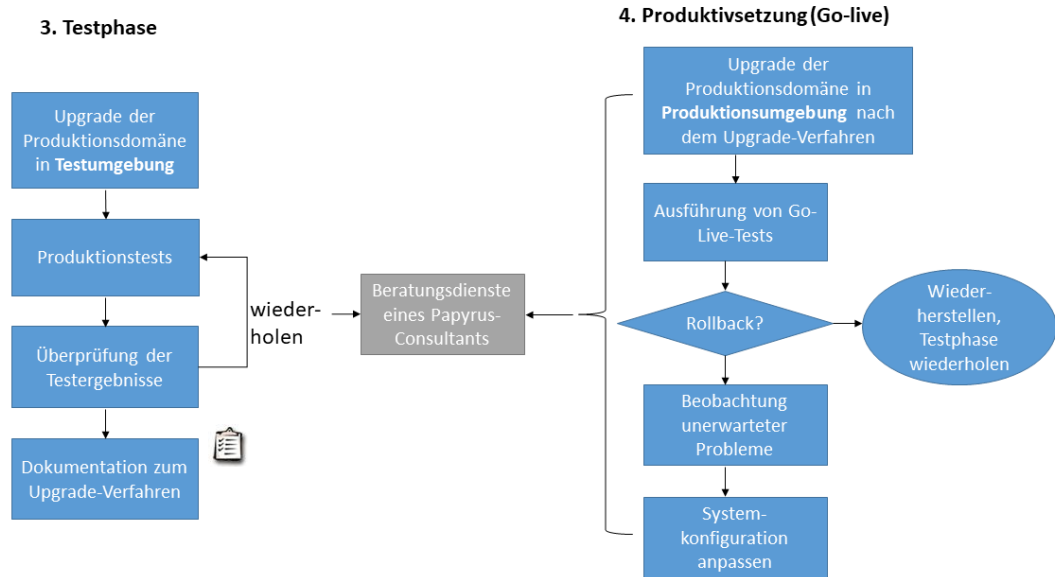 3. Testphase
Upgrade der
Produktionsdomäne
in Testumgebung
Produktionstests
Überprüfung der
Testergebnisse
Dokumentation zum
Upgrade-Verfahren
wieder-
holen
Beratungsdienste
eines Papyrus-
Consultants
4. Produktivsetzung (Go-live)
Upgrade der
Produktionsdomäne in
Produktionsumgebung nach
dem Upgrade-Verfahren
Ausführung von Go-
Live-Tests
Rollback?
Wieder-
herstellen,
Testphase
wiederholen
Beobachtung
unerwarteter
Probleme
System-
konfiguration
anpassen